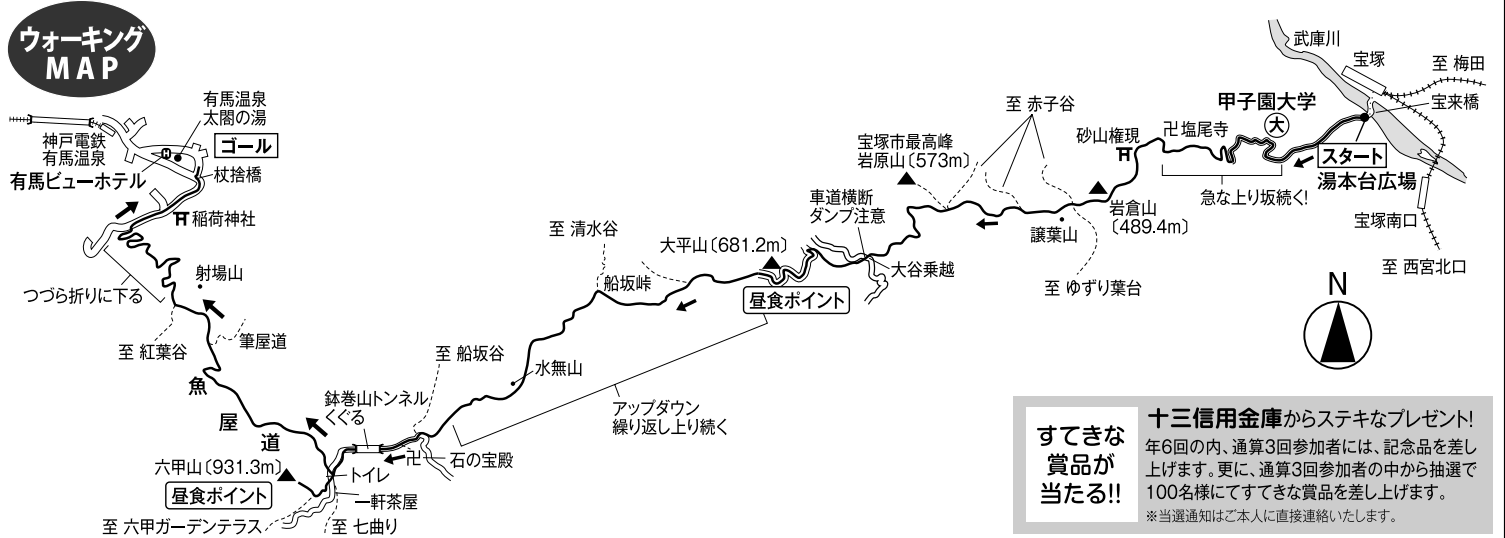 ウォーキング
MAP
武庫川
宝塚
至 梅田
宝来橋
甲子園大学
大
卍塩尾寺
スタート
湯本台広場
急な上り坂続く!
宝塚南口
至 西宮北口
砂山権現
至 赤子谷
宝塚市最高峰
岩原山〔573m〕
岩倉山
〔489.4m〕
譲葉山
至 ゆずり葉台
車道横断
ダンプ注意
大谷乗越
大平山〔681.2m〕
昼食ポイント
至 清水谷
船坂峠
水無山
アップダウン
繰り返し上り続く
至 船坂谷
卍 石の宝殿
鉢巻山トンネル
くぐる
トイレ
一軒茶屋
至 七曲り
六甲山〔931.3m〕
昼食ポイント
至 六甲ガーデンテラス
魚
屋
道
筆屋道
至 紅葉谷
射場山
つづら折りに下る
稲荷神社
杖捨橋
有馬温泉
太閤の湯
ゴール
神戸電鉄
有馬温泉
H
有馬ビューホテル
N
すてきな
賞品が
当たる!!
十三信用金庫からステキなプレゼント!
年6回の内、通算3回参加者には、記念品を差し
上げます。更に、通算3回参加者の中から抽選で
100名様にてすてきな賞品を差し上げます。
※当選通知はご本人に直接連絡いたします。